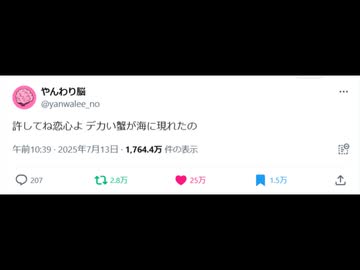 やんわり脳
@yanwalee_no
許してね恋心よ デカい蟹が海に現れたの
午前10:39 · 2025年7月13日 · 1,764.4万 件の表示
207 2.8万 25万 1.5万